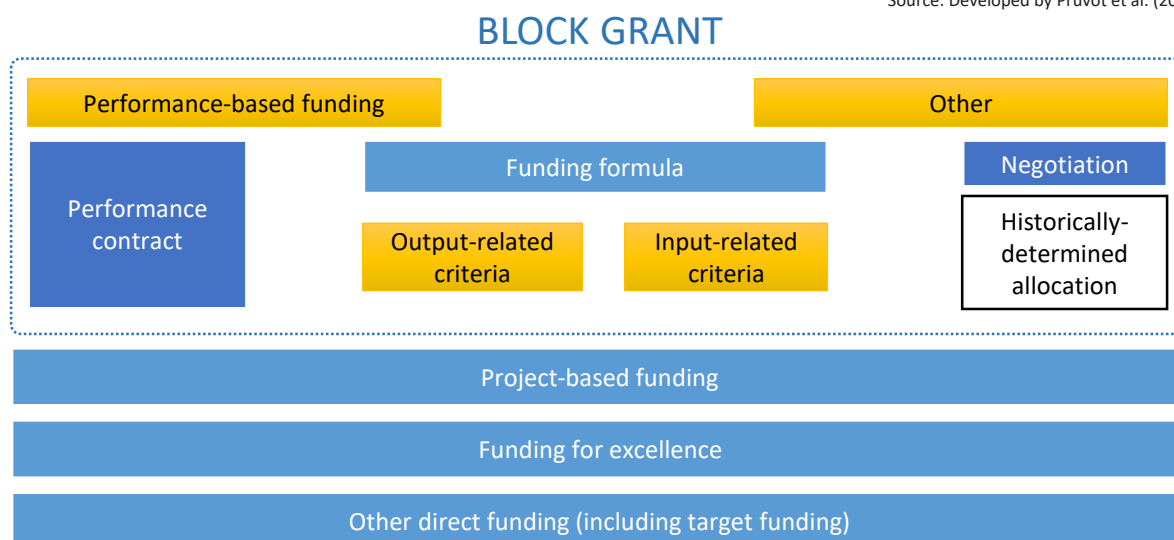 Source: Developed by Pruvot et al. (20
BLOCK GRANT
Performance-based funding
Other
Performance
contract
Funding formula
Negotiation
Output-related
criteria
Input-related
criteria
Historically-
determined
allocation
Project-based funding
Funding for excellence
Other direct funding (including target funding)